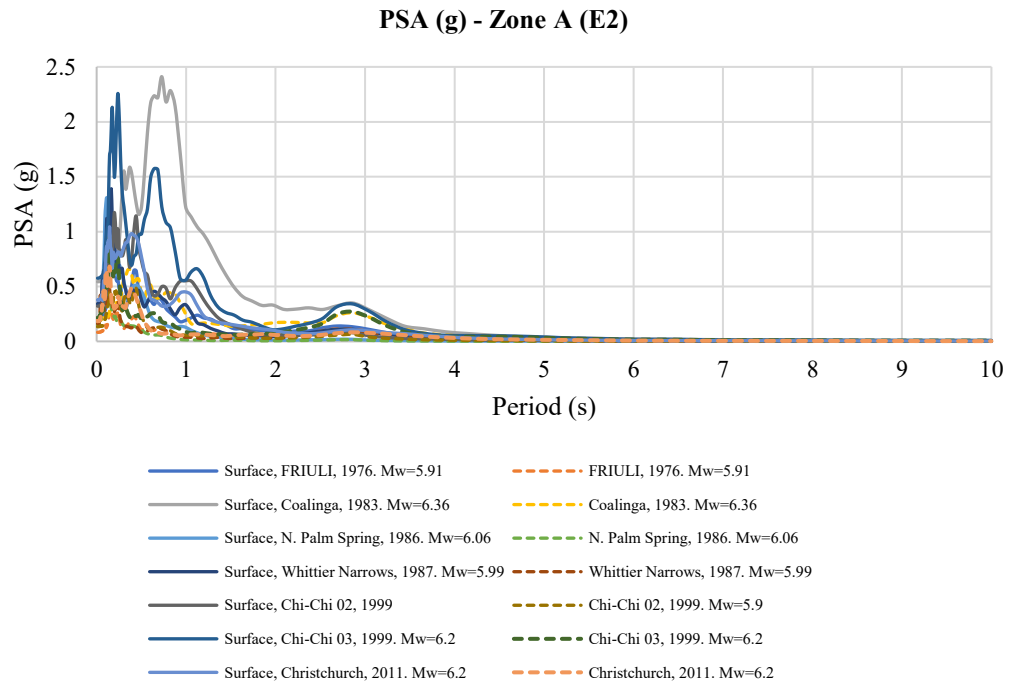 PSA (g) - Zone A (E2)
2.5
2
1.5
1
0.5
0
PSA (g)
0 1 2 3 4 5 6 7 8 9 10
Period (s)
Surface, FRIULI, 1976. Mw=5.91 FRIULI, 1976. Mw=5.91
Surface, Coalinga, 1983. Mw=6.36 Coalinga, 1983. Mw=6.36
Surface, N. Palm Spring, 1986. Mw=6.06 N. Palm Spring, 1986. Mw=6.06
Surface, Whittier Narrows, 1987. Mw=5.99 Whittier Narrows, 1987. Mw=5.99
Surface, Chi-Chi 02, 1999 Chi-Chi 02, 1999. Mw=5.9
Surface, Chi-Chi 03, 1999. Mw=6.2 Chi-Chi 03, 1999. Mw=6.2
Surface, Christchurch, 2011. Mw=6.2 Christchurch, 2011. Mw=6.2